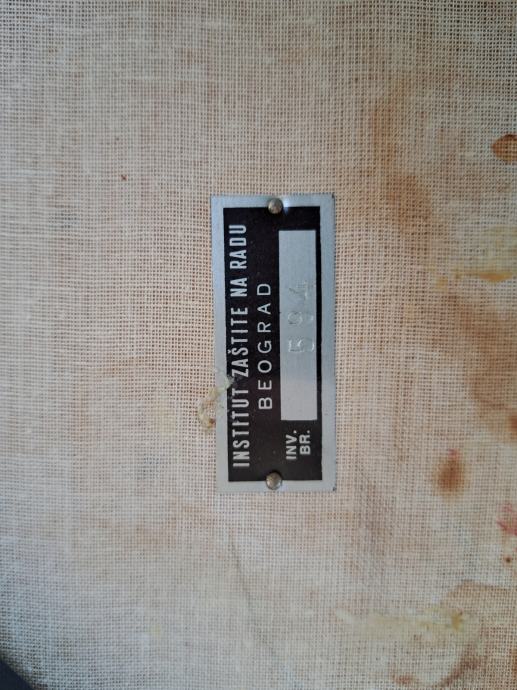 INSTITUT ZAŠTITE NA RADU
BEOGRAD
INV.
BR.
594